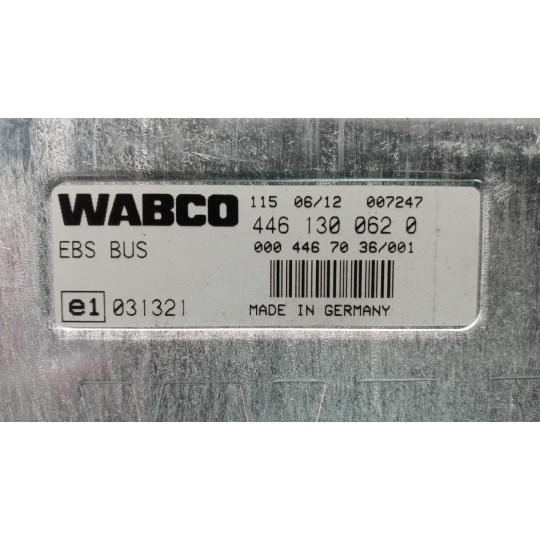 WABCO
115 06/12 007247
446 130 062 0
EBS BUS
000 446 70 36/001
e1 031321
MADE IN GERMANY